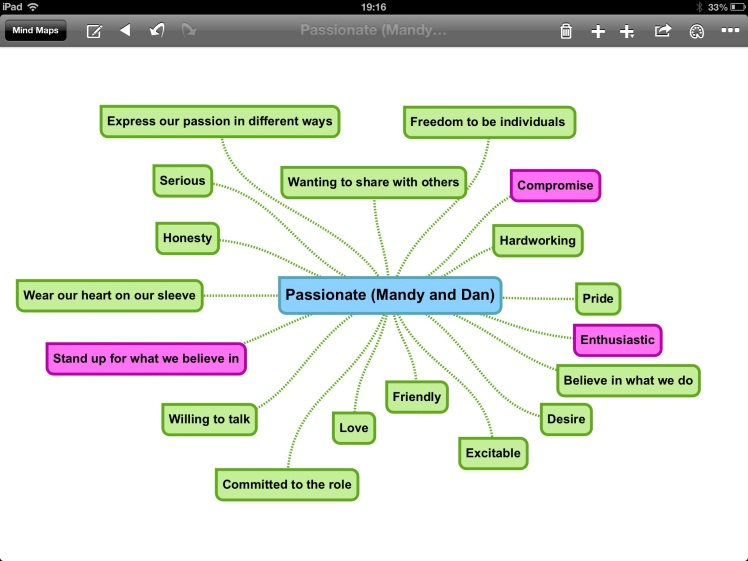 iPad 19:16 33%
Mind Maps Passionate (Mandy…
Express our passion in different ways
Freedom to be individuals
Serious
Wanting to share with others
Compromise
Honesty
Hardworking
Wear our heart on our sleeve
Passionate (Mandy and Dan)
Pride
Enthusiastic
Stand up for what we believe in
Believe in what we do
Friendly
Willing to talk
Love
Desire
Excitable
Committed to the role